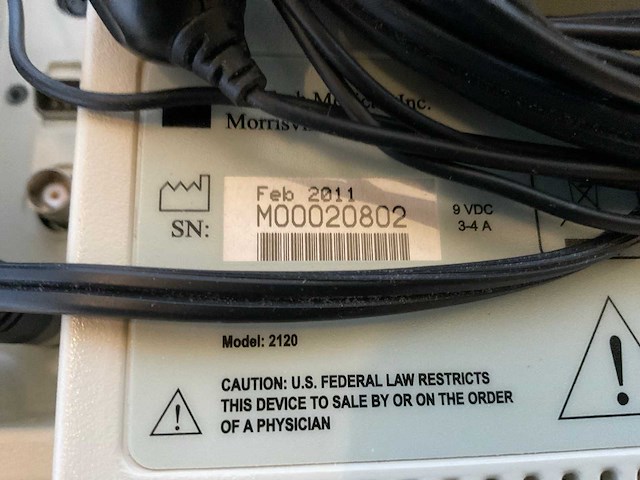 Inc.
Feb 2011
SN: M00020802
9 VDC
3-4 A
Model: 2120
CAUTION: U.S. FEDERAL LAW RESTRICTS
THIS DEVICE TO SALE BY OR ON THE ORDER
OF A PHYSICIAN